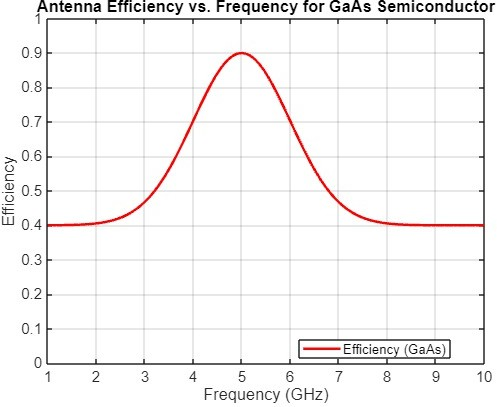 Antenna Efficiency vs. Frequency for GaAs Semiconductor
1
0.9
0.8
0.7
0.6
0.5
0.4
0.3
0.2
0.1
0
Efficiency
Efficiency (GaAs)
1 2 3 4 5 6 7 8 9 10
Frequency (GHz)